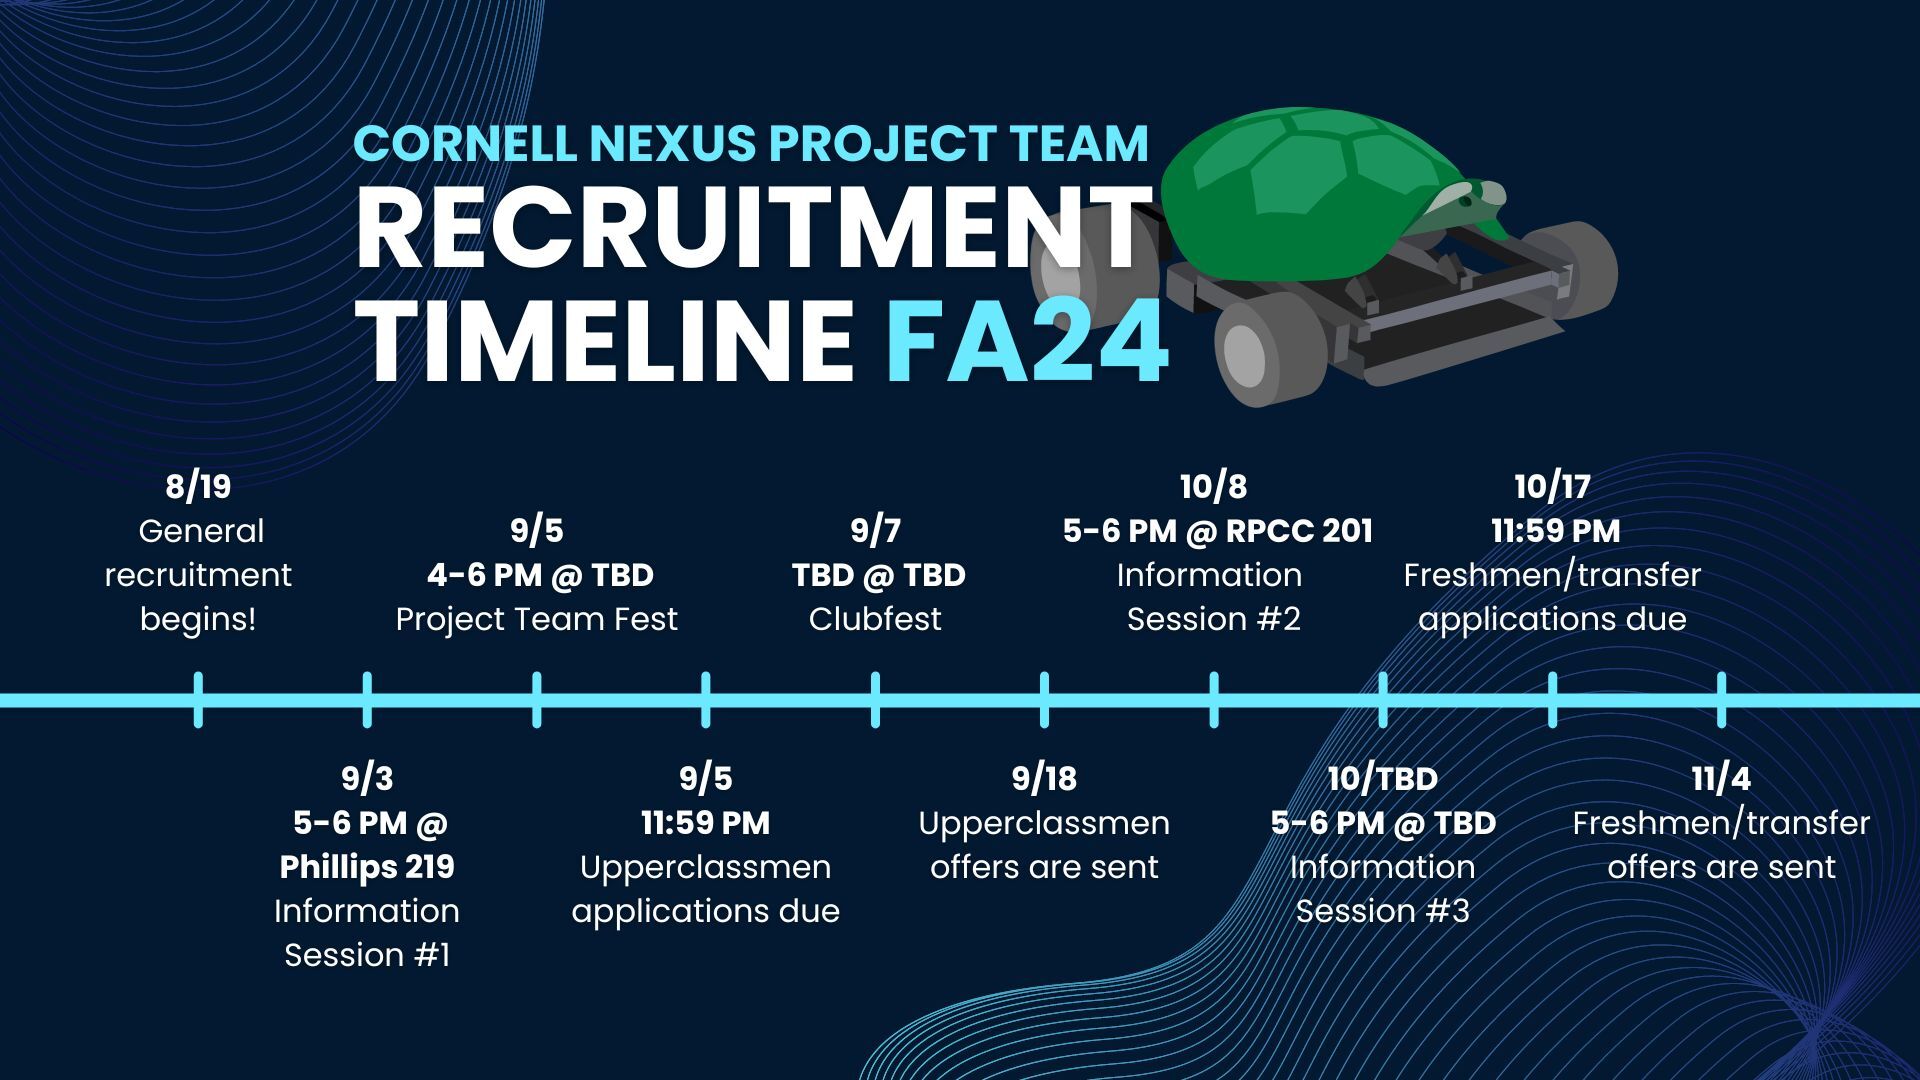 CORNELL NEXUS PROJECT TEAM
RECRUITMENT
TIMELINE FA24
8/19
General
recruitment
begins!
9/3
5-6 PM @
Phillips 219
Information
Session #1
9/5
4-6 PM @ TBD
Project Team Fest
9/5
11:59 PM
Upperclassmen
applications due
9/7
TBD @ TBD
Clubfest
9/18
Upperclassmen
offers are sent
10/8
5-6 PM @ RPCC 201
Information
Session #2
10/TBD
5-6 PM @ TBD
Information
Session #3
10/17
11:59 PM
Freshmen/transfer
applications due
11/4
Freshmen/transfer
offers are sent